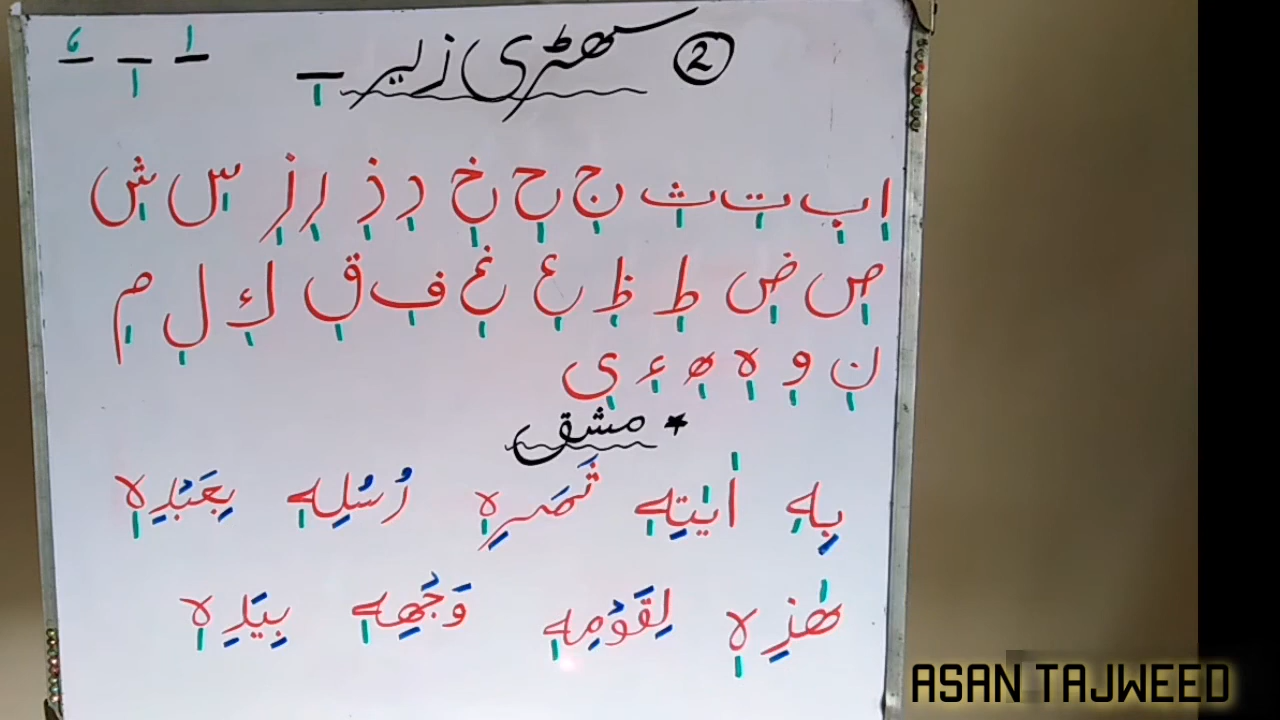 ② کھڑی زیر ـٖ ـٰ ـٖ ـٗ
اٖ بٖ تٖ ثٖ جٖ حٖ خٖ دٖ ذٖ رٖ زٖ سٖ شٖ
صٖ ضٖ طٖ ظٖ عٖ غٖ فٖ قٖ كٖ لٖ مٖ
نٖ وٖ ہٖ ھٖ ءٖ یٖ
* مشق
بِهٖ اٰيٰتِهٖ ثَمَرِهٖ رُسُلِهٖ بِعَبْدِهٖ
هٰذِهٖ لِقَوْمِهٖ وَجْهِهٖ بِيَدِهٖ
ASAN TAJWEED